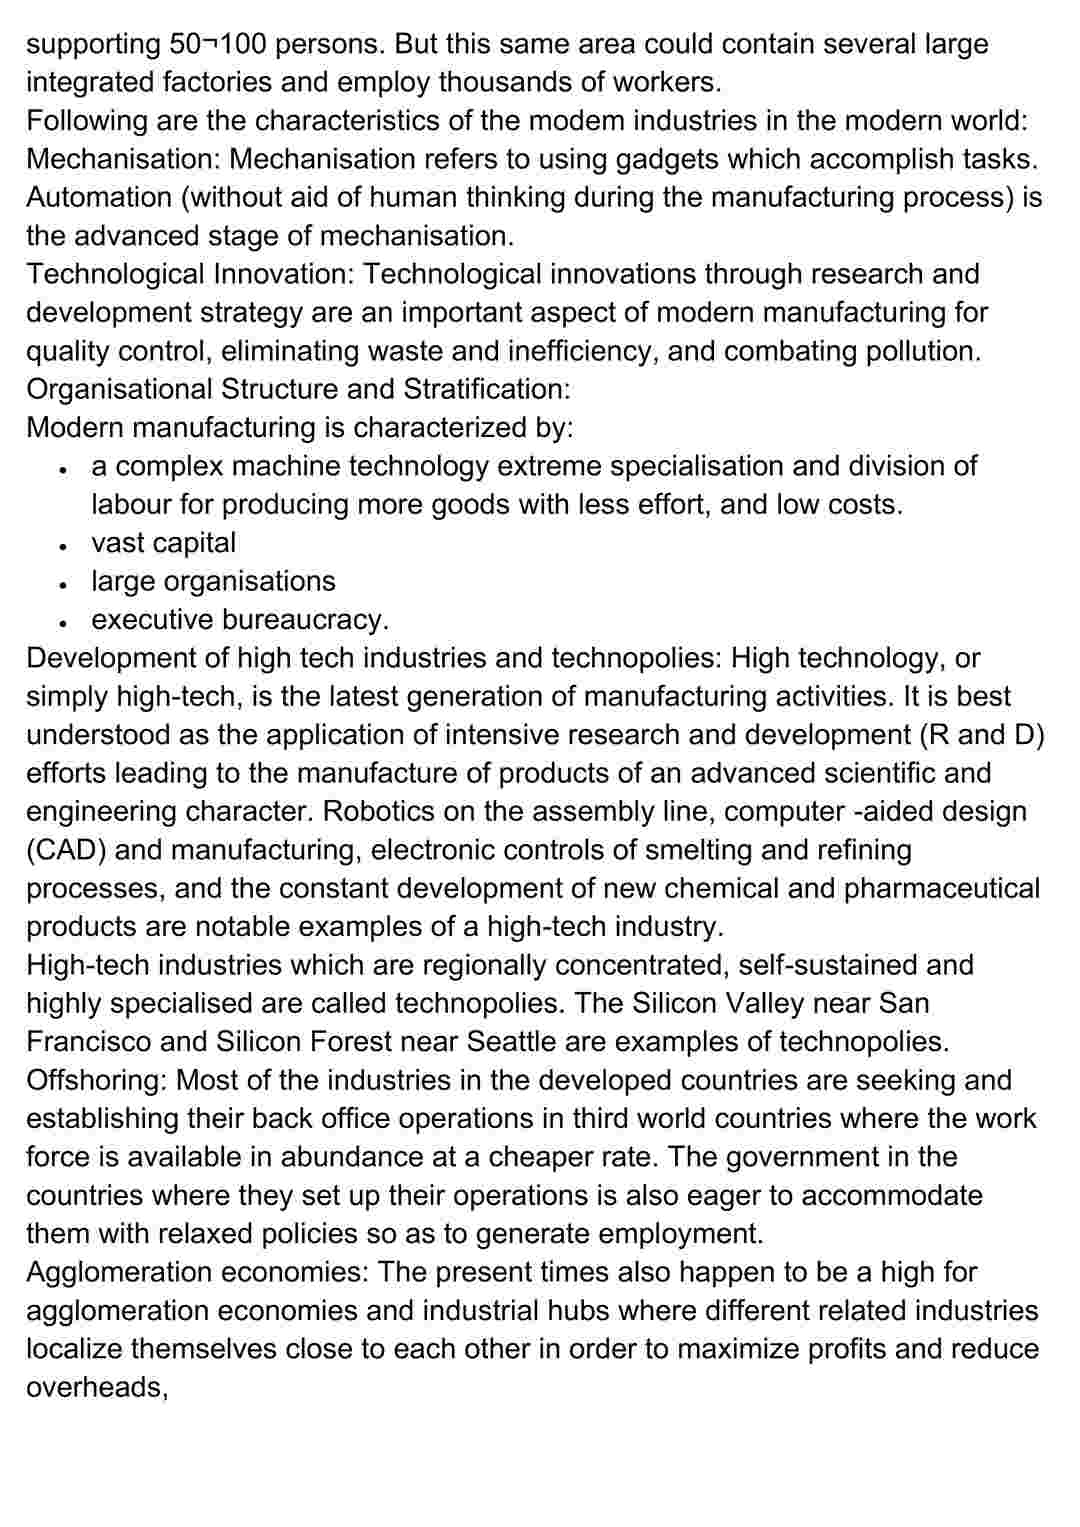 supporting 50¬100 persons. But this same area could contain several large
integrated factories and employ thousands of workers.
Following are the characteristics of the modem industries in the modern world:
Mechanisation: Mechanisation refers to using gadgets which accomplish tasks.
Automation (without aid of human thinking during the manufacturing process) is
the advanced stage of mechanisation.
Technological Innovation: Technological innovations through research and
development strategy are an important aspect of modern manufacturing for
quality control, eliminating waste and inefficiency, and combating pollution.
Organisational Structure and Stratification:
Modern manufacturing is characterized by:
• a complex machine technology extreme specialisation and division of
labour for producing more goods with less effort, and low costs.
• vast capital
• large organisations
• executive bureaucracy.
Development of high tech industries and technopolies: High technology, or
simply high-tech, is the latest generation of manufacturing activities. It is best
understood as the application of intensive research and development (R and D)
efforts leading to the manufacture of products of an advanced scientific and
engineering character. Robotics on the assembly line, computer -aided design
(CAD) and manufacturing, electronic controls of smelting and refining
processes, and the constant development of new chemical and pharmaceutical
products are notable examples of a high-tech industry.
High-tech industries which are regionally concentrated, self-sustained and
highly specialised are called technopolies. The Silicon Valley near San
Francisco and Silicon Forest near Seattle are examples of technopolies.
Offshoring: Most of the industries in the developed countries are seeking and
establishing their back office operations in third world countries where the work
force is available in abundance at a cheaper rate. The government in the
countries where they set up their operations is also eager to accommodate
them with relaxed policies so as to generate employment.
Agglomeration economies: The present times also happen to be a high for
agglomeration economies and industrial hubs where different related industries
localize themselves close to each other in order to maximize profits and reduce
overheads,